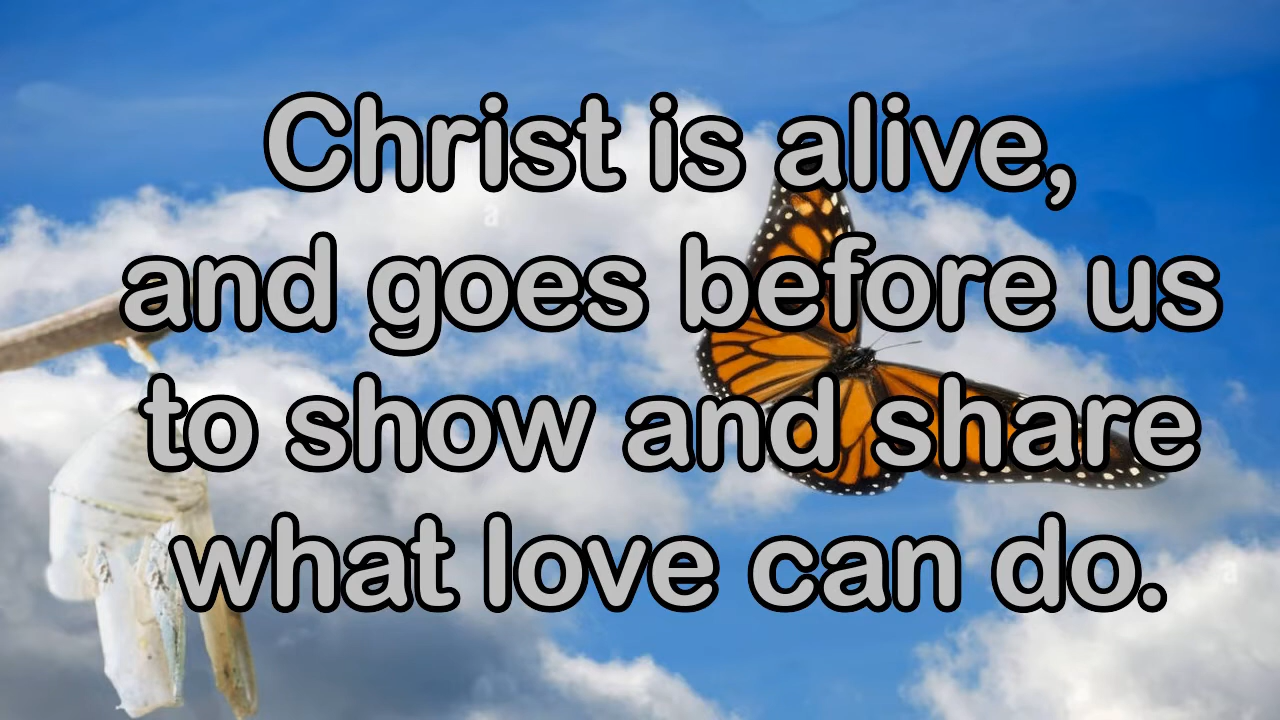 Christ is alive,
and goes before us
to show and share
what love can do.